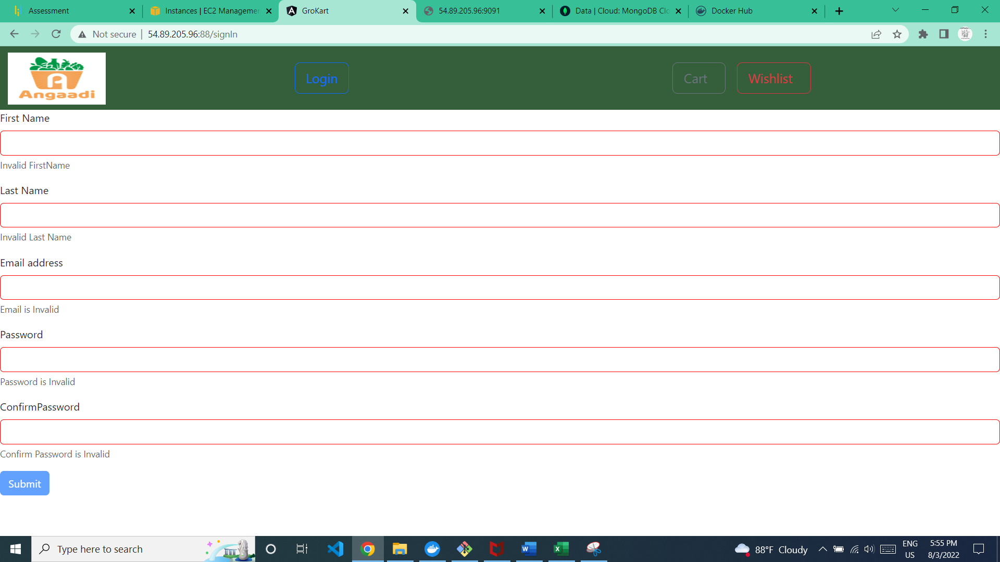 Assessment
Instances | EC2 Managemen
GroKart
54.89.205.96:9091
Data | Cloud: MongoDB Clo
Docker Hub
Not secure | 54.89.205.96:88/signIn
Angaadi
Login
Cart
Wishlist
First Name
Invalid FirstName
Last Name
Invalid Last Name
Email address
Email is Invalid
Password
Password is Invalid
ConfirmPassword
Confirm Password is Invalid
Submit
Type here to search
88°F Cloudy
ENG
US
5:55 PM
8/3/2022